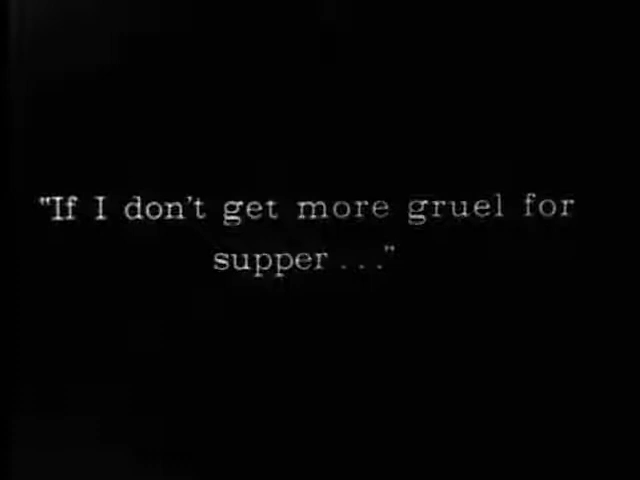 "If I don't get more gruel for
supper ..."